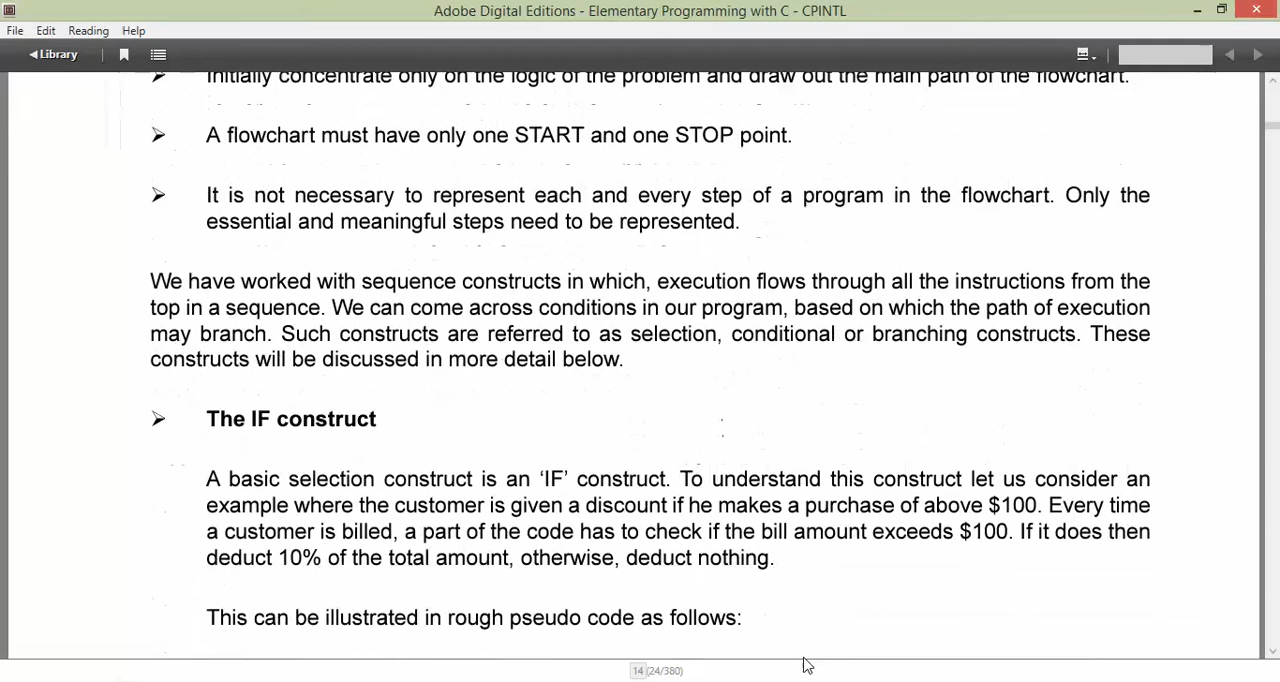 Adobe Digital Editions - Elementary Programming with C - CPINTL
File Edit Reading Help
Library
Initially concentrate only on the logic of the problem and draw out the main path of the flowchart.
A flowchart must have only one START and one STOP point.
It is not necessary to represent each and every step of a program in the flowchart. Only the
essential and meaningful steps need to be represented.
We have worked with sequence constructs in which, execution flows through all the instructions from the
top in a sequence. We can come across conditions in our program, based on which the path of execution
may branch. Such constructs are referred to as selection, conditional or branching constructs. These
constructs will be discussed in more detail below.
The IF construct
A basic selection construct is an ‘IF’ construct. To understand this construct let us consider an
example where the customer is given a discount if he makes a purchase of above $100. Every time
a customer is billed, a part of the code has to check if the bill amount exceeds $100. If it does then
deduct 10% of the total amount, otherwise, deduct nothing.
This can be illustrated in rough pseudo code as follows:
14 (24/380)